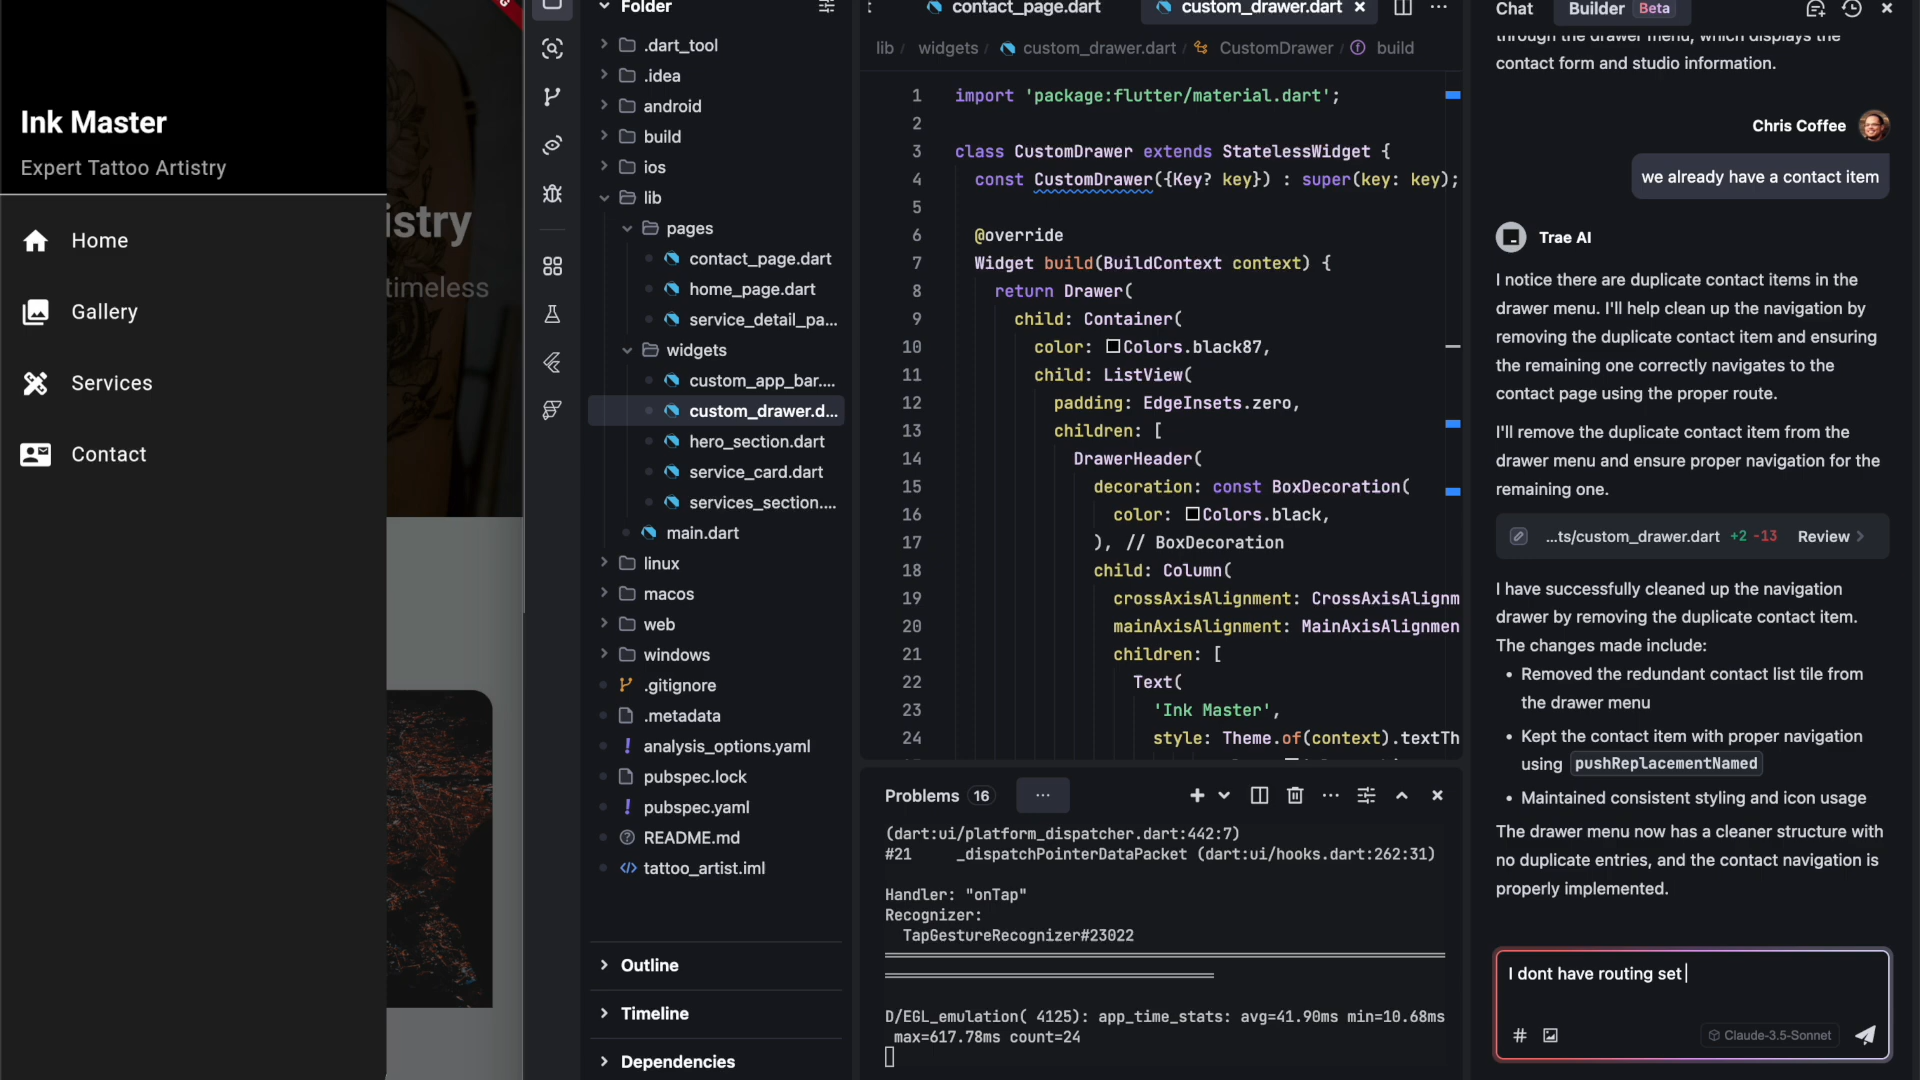 Ink Master
Expert Tattoo Artistry
Home
Gallery
Services
Contact
istry
timeless
Folder
.dart_tool
.idea
android
build
ios
lib
pages
contact_page.dart
home_page.dart
service_detail_pa...
widgets
custom_app_bar....
custom_drawer.d...
hero_section.dart
service_card.dart
services_section....
main.dart
linux
macos
web
windows
.gitignore
.metadata
analysis_options.yaml
pubspec.lock
pubspec.yaml
README.md
tattoo_artist.iml
Outline
Timeline
Dependencies
contact_page.dart
custom_drawer.dart
lib / widgets / custom_drawer.dart / CustomDrawer / build
1 import 'package:flutter/material.dart';
2
3 class CustomDrawer extends StatelessWidget {
4 const CustomDrawer({Key? key}) : super(key: key);
5
6 @override
7 Widget build(BuildContext context) {
8 return Drawer(
9 child: Container(
10 color: Colors.black87,
11 child: ListView(
12 padding: EdgeInsets.zero,
13 children: [
14 DrawerHeader(
15 decoration: const BoxDecoration(
16 color: Colors.black,
17 ), // BoxDecoration
18 child: Column(
19 crossAxisAlignment: CrossAxisAlignm
20 mainAxisAlignment: MainAxisAlignmen
21 children: [
22 Text(
23 'Ink Master',
24 style: Theme.of(context).textTh
Problems 16
(dart:ui/platform_dispatcher.dart:442:7)
#21 _dispatchPointerDataPacket (dart:ui/hooks.dart:262:31)
Handler: "onTap"
Recognizer:
TapGestureRecognizer#23022
D/EGL_emulation( 4125): app_time_stats: avg=41.90ms min=10.68ms
max=617.78ms count=24
Chat
Builder Beta
through the drawer menu, which displays the
contact form and studio information.
Chris Coffee
we already have a contact item
Trae AI
I notice there are duplicate contact items in the
drawer menu. I'll help clean up the navigation by
removing the duplicate contact item and ensuring
the remaining one correctly navigates to the
contact page using the proper route.
I'll remove the duplicate contact item from the
drawer menu and ensure proper navigation for the
remaining one.
...ts/custom_drawer.dart +2 -13 Review
I have successfully cleaned up the navigation
drawer by removing the duplicate contact item.
The changes made include:
• Removed the redundant contact list tile from
the drawer menu
• Kept the contact item with proper navigation
using pushReplacementNamed
• Maintained consistent styling and icon usage
The drawer menu now has a cleaner structure with
no duplicate entries, and the contact navigation is
properly implemented.
I dont have routing set
Claude-3.5-Sonnet